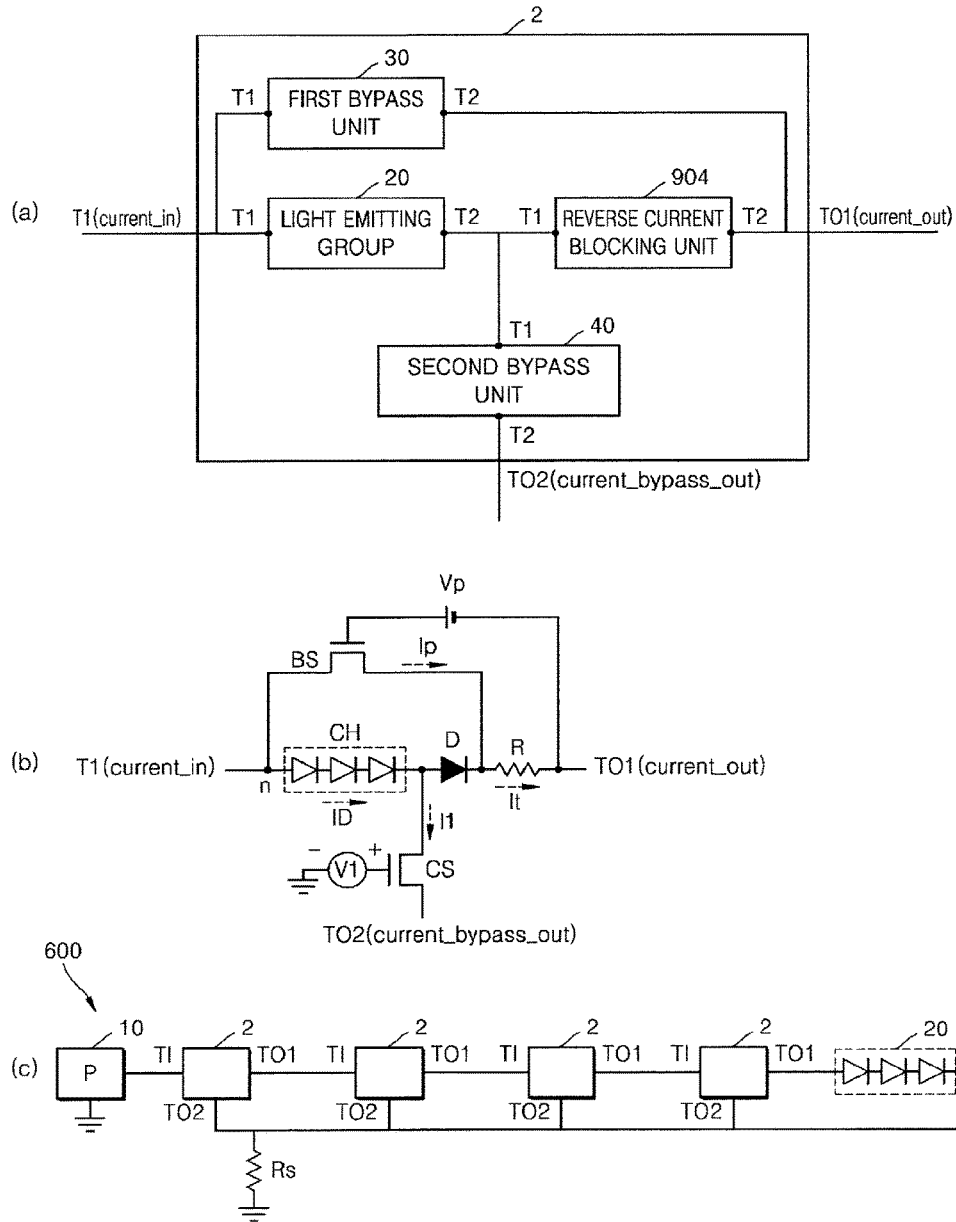 2
30
T1 FIRST BYPASS UNIT T2
20
904
(a)
T1(current_in) T1 LIGHT EMITTING GROUP T2 T1 REVERSE CURRENT BLOCKING UNIT T2 TO1(current_out)
T1 40
SECOND BYPASS UNIT
T2
TO2(current_bypass_out)
Vp
BS Ip
CH D R
(b) T1(current_in) TO1(current_out)
n ID It
I1
- V1 + CS
TO2(current_bypass_out)
600
10 2 2 2 2 20
(c) P TI TO1 TI TO1 TI TO1 TI TO1
TO2 TO2 TO2 TO2
Rs